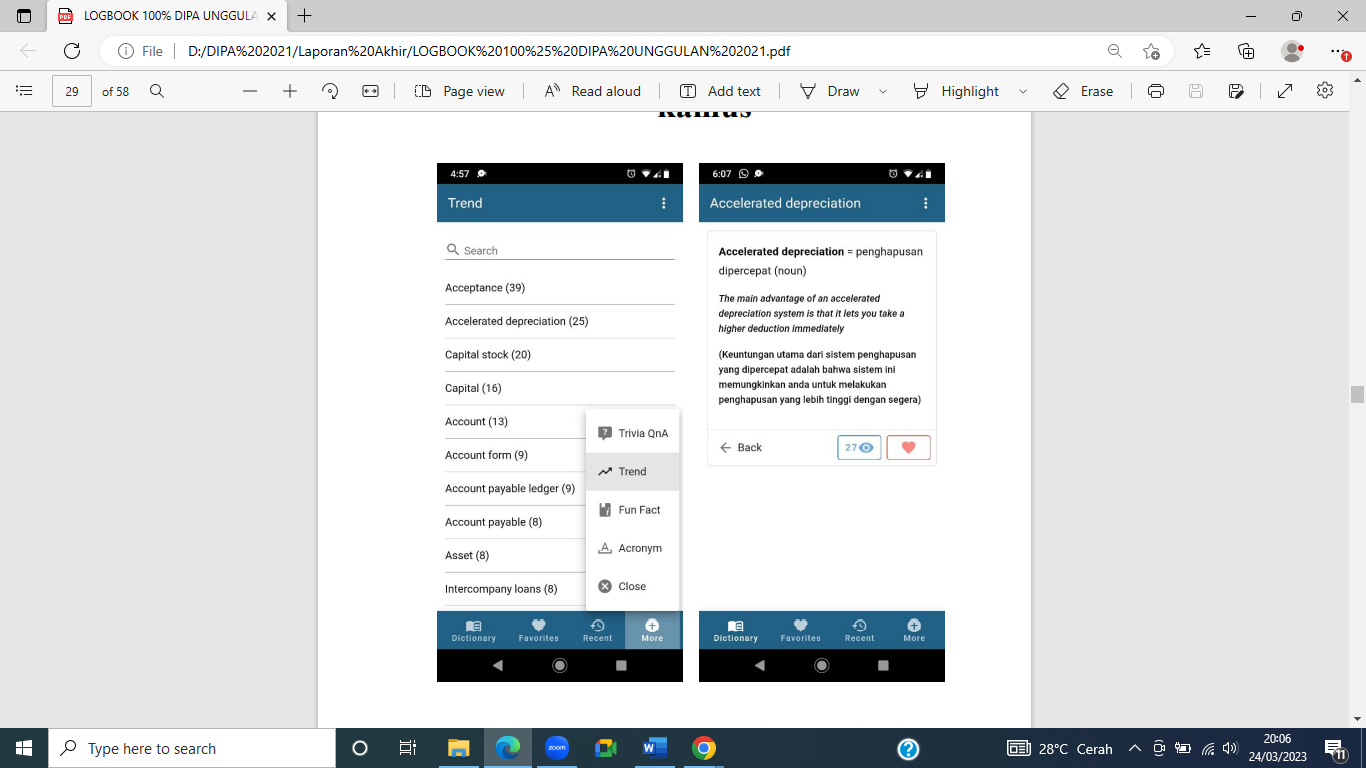 LOGBOOK 100% DIPA UNGGULA
File
D:/DIPA%202021/Laporan%20Akhir/LOGBOOK%20100%25%20DIPA%20UNGGULAN%202021.pdf
29 of 58
Page view
Read aloud
Add text
Draw
Highlight
Erase
kamus
4:57
Trend
Search
Acceptance (39)
Accelerated depreciation (25)
Capital stock (20)
Capital (16)
Account (13)
Account form (9)
Account payable ledger (9)
Account payable (8)
Asset (8)
Intercompany loans (8)
Trivia QnA
Trend
Fun Fact
Acronym
Close
Dictionary Favorites Recent More
6:07
Accelerated depreciation
Accelerated depreciation = penghapusan
dipercepat (noun)
The main advantage of an accelerated
depreciation system is that it lets you take a
higher deduction immediately
(Keuntungan utama dari sistem penghapusan
yang dipercepat adalah bahwa sistem ini
memungkinkan anda untuk melakukan
penghapusan yang lebih tinggi dengan segera)
Back
27
Dictionary Favorites Recent More
Type here to search
zoom
28°C Cerah
20:06
24/03/2023
11